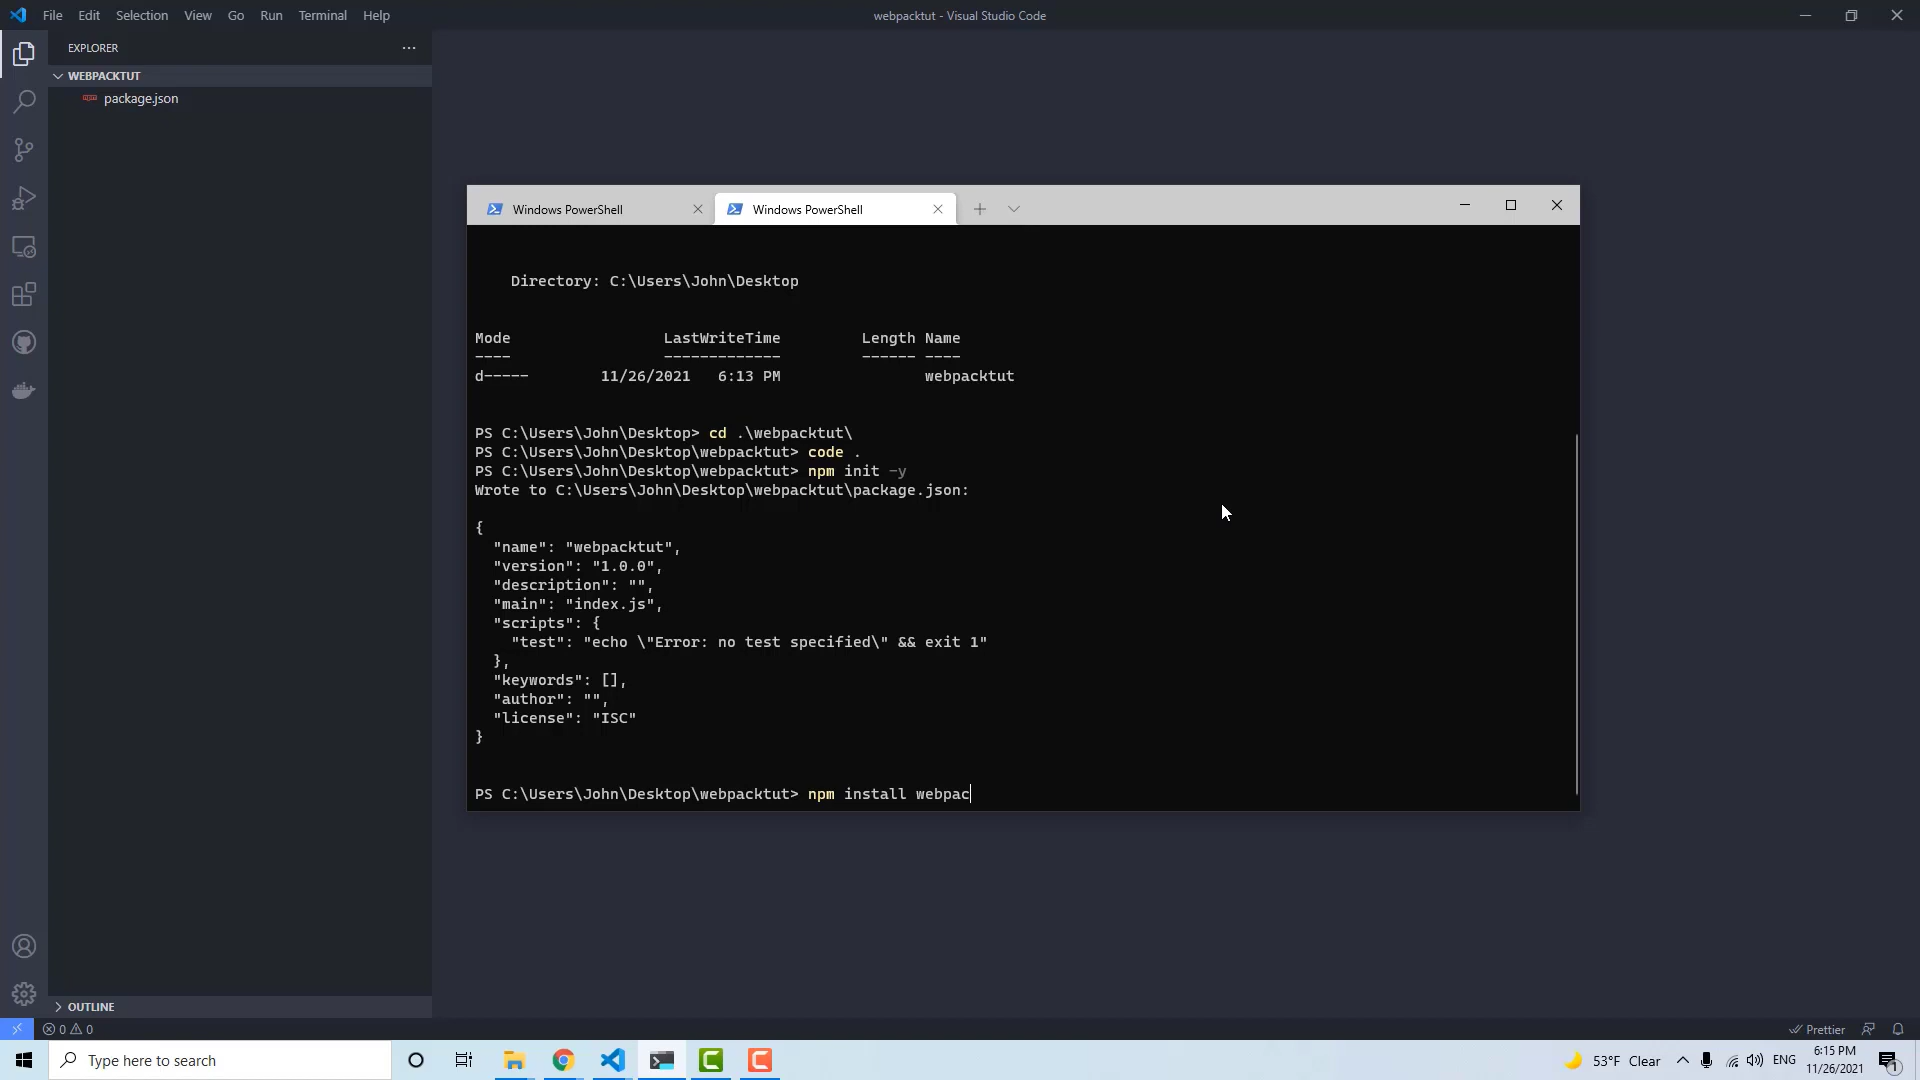 File Edit Selection View Go Run Terminal Help
webpacktut - Visual Studio Code
EXPLORER
WEBPACKTUT
package.json
Windows PowerShell
Windows PowerShell
Directory: C:\Users\John\Desktop
Mode LastWriteTime Length Name
---- ------------- ------ ----
d----- 11/26/2021 6:13 PM webpacktut
PS C:\Users\John\Desktop> cd .\webpacktut\
PS C:\Users\John\Desktop\webpacktut> code .
PS C:\Users\John\Desktop\webpacktut> npm init -y
Wrote to C:\Users\John\Desktop\webpacktut\package.json:
{
"name": "webpacktut",
"version": "1.0.0",
"description": "",
"main": "index.js",
"scripts": {
"test": "echo \"Error: no test specified\" && exit 1"
},
"keywords": [],
"author": "",
"license": "ISC"
}
PS C:\Users\John\Desktop\webpacktut> npm install webpac
OUTLINE
0 0
Prettier
Type here to search
53°F Clear
ENG
6:15 PM
11/26/2021
1